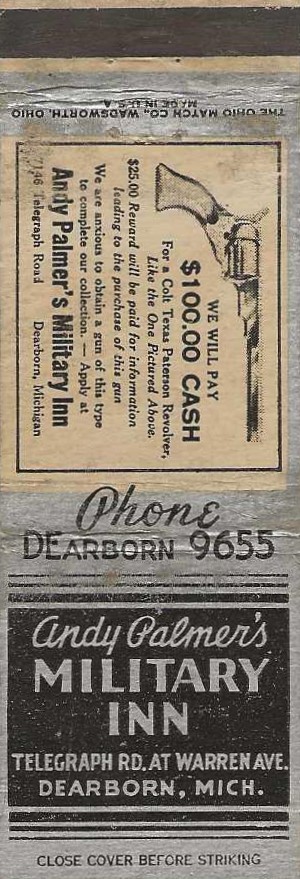 THE OHIO MATCH CO., WADSWORTH, OHIO
MADE IN U.S.A
WE WILL PAY
$100.00 CASH
For a Colt Texas Paterson Revolver,
Like the One Pictured Above.
$25.00 Reward will be paid for information
leading to the purchase of this gun
We are anxious to obtain a gun of this type
to complete our collection. — Apply at
Andy Palmer's Military Inn
7146 Telegraph Road Dearborn, Michigan
Phone
DEARBORN 9655
Andy Palmer's
MILITARY
INN
TELEGRAPH RD. AT WARREN AVE.
DEARBORN, MICH.
CLOSE COVER BEFORE STRIKING